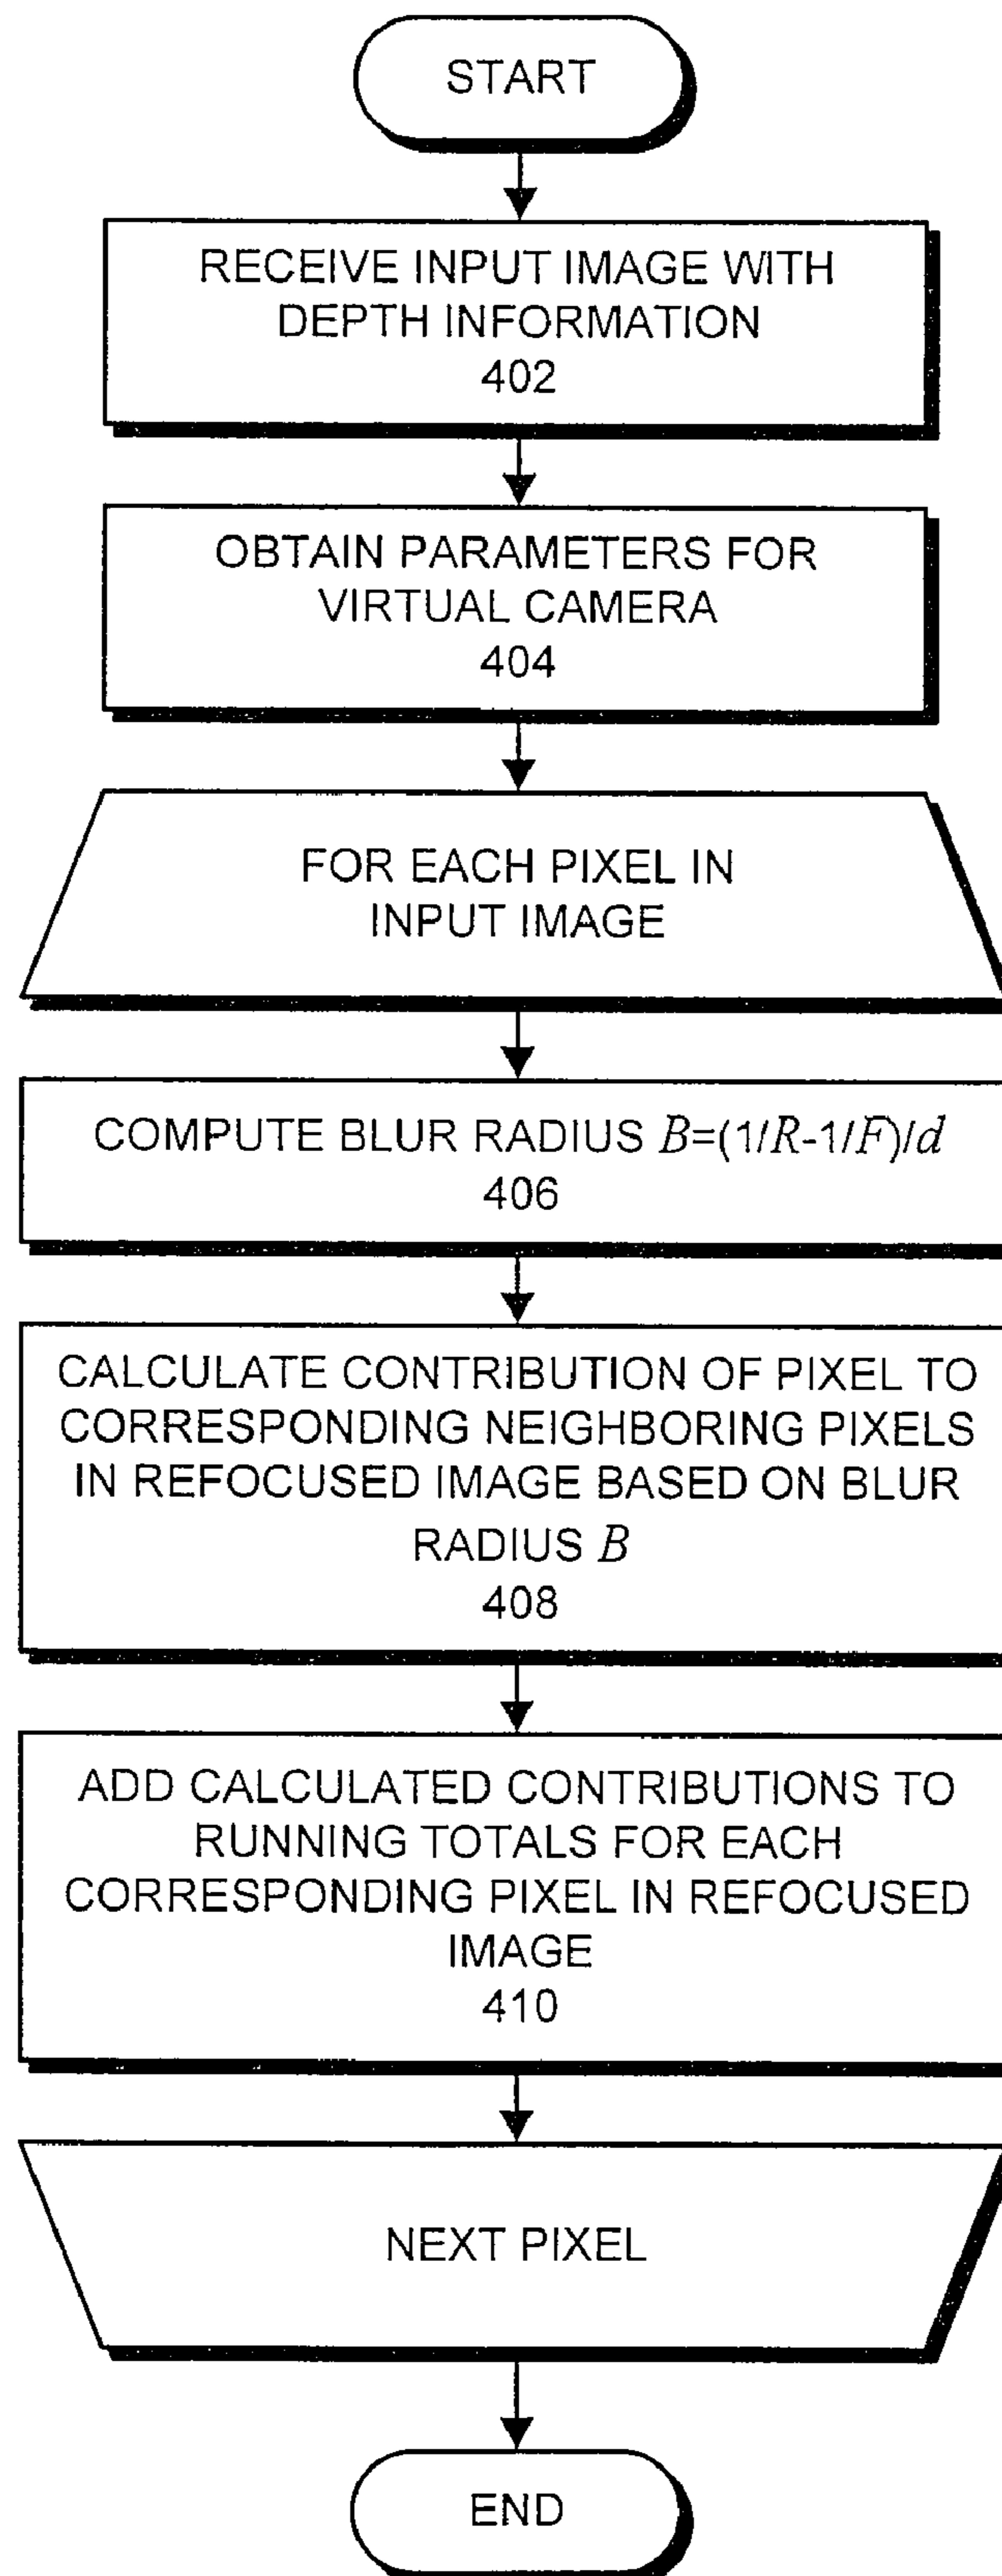 START
RECEIVE INPUT IMAGE WITH
DEPTH INFORMATION
402
OBTAIN PARAMETERS FOR
VIRTUAL CAMERA
404
FOR EACH PIXEL IN
INPUT IMAGE
COMPUTE BLUR RADIUS B=(1/R-1/F)/d
406
CALCULATE CONTRIBUTION OF PIXEL TO
CORRESPONDING NEIGHBORING PIXELS
IN REFOCUSED IMAGE BASED ON BLUR
RADIUS B
408
ADD CALCULATED CONTRIBUTIONS TO
RUNNING TOTALS FOR EACH
CORRESPONDING PIXEL IN REFOCUSED
IMAGE
410
NEXT PIXEL
END